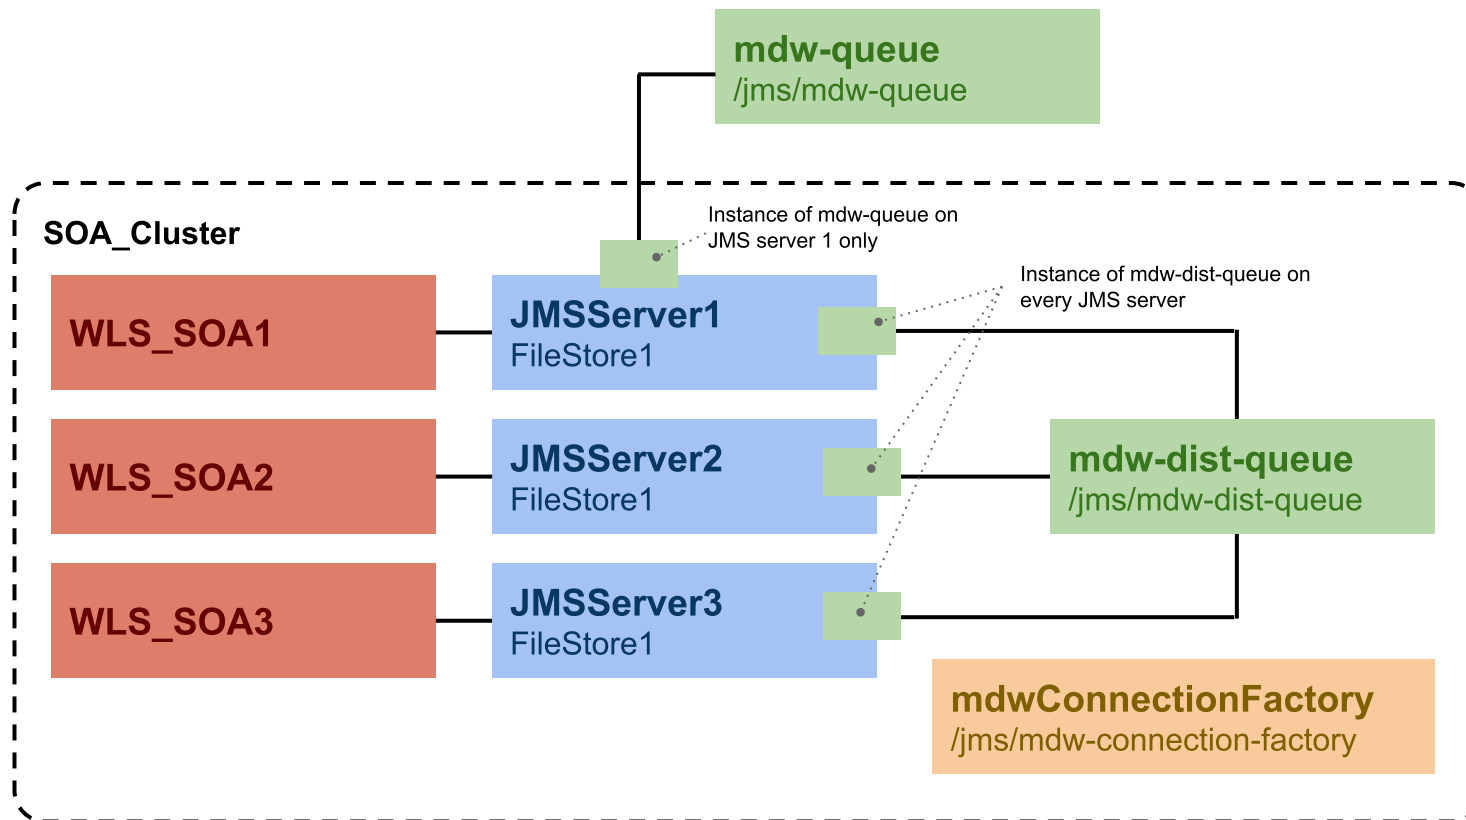 mdw-queue
/jms/mdw-queue
SOA_Cluster
Instance of mdw-queue on
JMS server 1 only
Instance of mdw-dist-queue on
every JMS server
WLS_SOA1
JMSServer1
FileStore1
WLS_SOA2
JMSServer2
FileStore1
mdw-dist-queue
/jms/mdw-dist-queue
WLS_SOA3
JMSServer3
FileStore1
mdwConnectionFactory
/jms/mdw-connection-factory